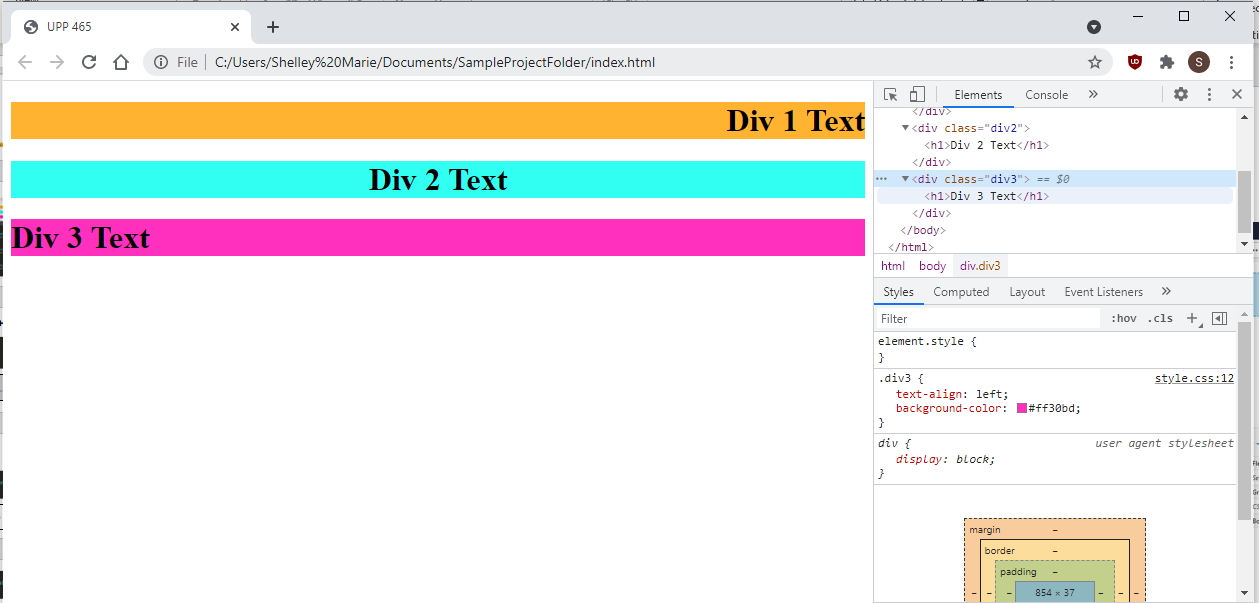 UPP 465
File C:/Users/Shelley%20Marie/Documents/SampleProjectFolder/index.html
S
Div 1 Text
Div 2 Text
Div 3 Text
Elements Console »
</div>
<div class="div2">
<h1>Div 2 Text</h1>
</div>
<div class="div3"> == $0
<h1>Div 3 Text</h1>
</div>
</body>
</html>
html body div.div3
Styles Computed Layout Event Listeners »
Filter :hov .cls +
element.style {
}
.div3 { style.css:12
text-align: left;
background-color: #ff30bd;
}
div { user agent stylesheet
display: block;
}
margin –
border –
padding –
– – – 854 × 37 – – –